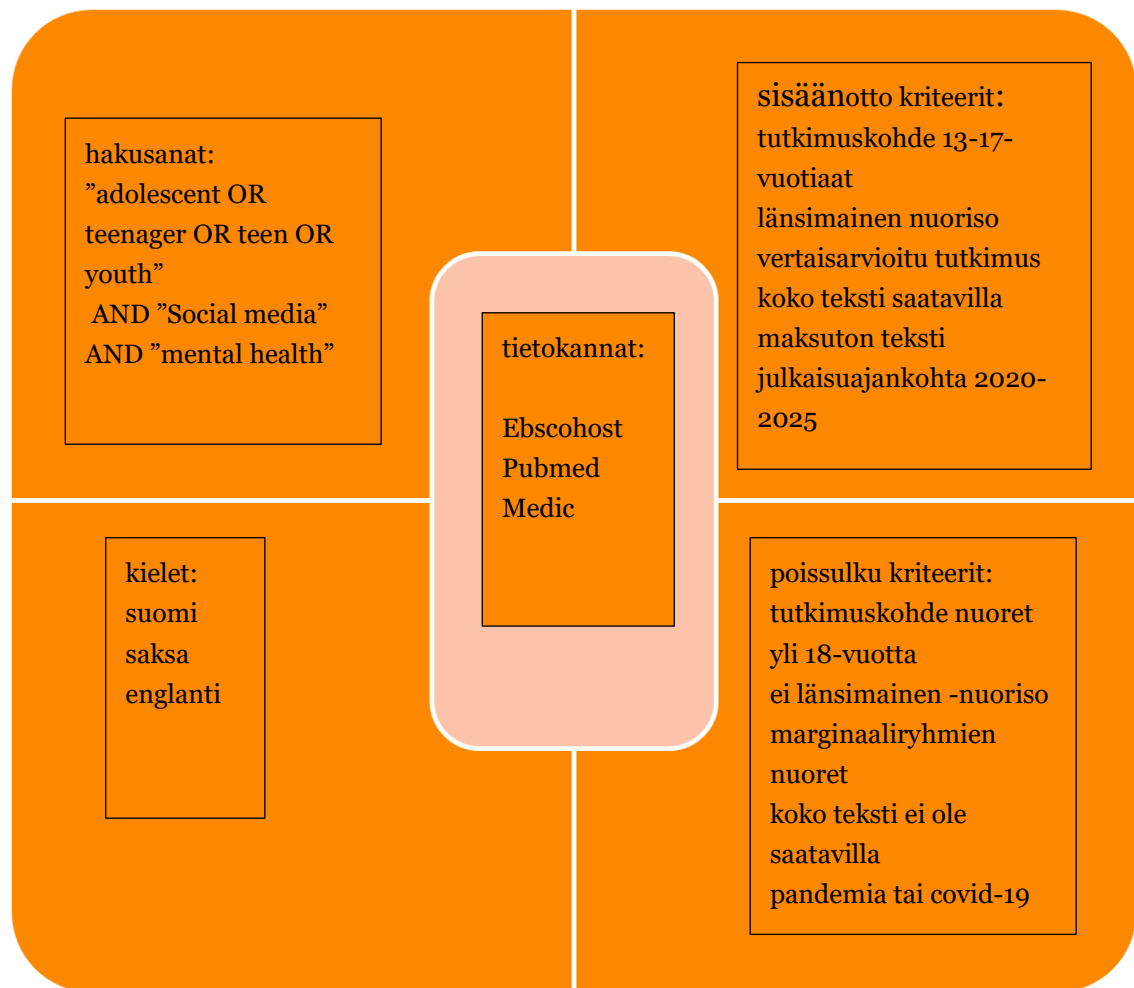 hakusanat:
”adolescent OR
teenager OR teen OR
youth”
AND ”Social media”
AND ”mental health”
sisäänotto kriteerit:
tutkimuskohde 13-17-
vuotiaat
länsimainen nuoriso
vertaisarvioitu tutkimus
koko teksti saatavilla
maksuton teksti
julkaisuajankohta 2020-
2025
tietokannat:
Ebscohost
Pubmed
Medic
kielet:
suomi
saksa
englanti
poissulku kriteerit:
tutkimuskohde nuoret
yli 18-vuotta
ei länsimainen -nuoriso
marginaaliryhmien
nuoret
koko teksti ei ole
saatavilla
pandemia tai covid-19